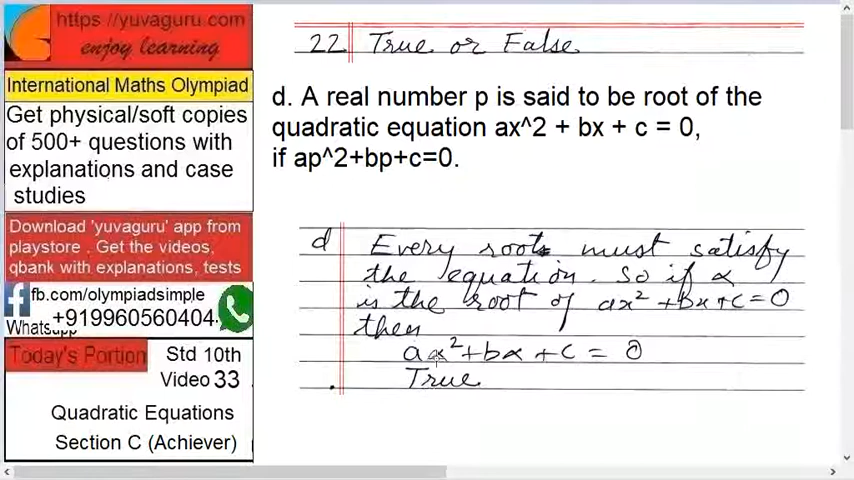 https://yuvaguru.com
enjoy learning
International Maths Olympiad
Get physical/soft copies
of 500+ questions with
explanations and case
studies
Download 'yuvaguru' app from
playstore . Get the videos,
qbank with explanations, tests
fb.com/olympiadsimple
Whatsapp
+919960560404
Today's Portion
Std 10th
Video 33
Quadratic Equations
Section C (Achiever)
22 True or False
d. A real number p is said to be root of the
quadratic equation ax^2 + bx + c = 0,
if ap^2+bp+c=0.
d Every root must satisfy
the equation. So if α
is the root of ax² + bx + c = 0
then
aα² + bα + c = 0
True